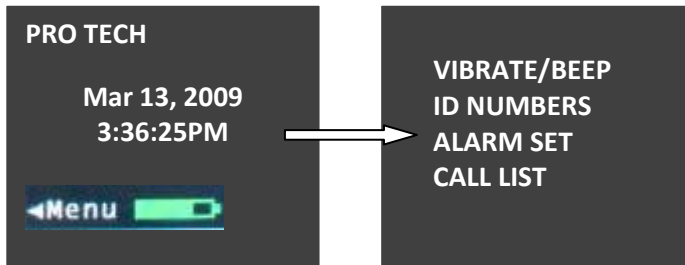 PRO TECH
Mar 13, 2009
3:36:25PM
◄Menu
VIBRATE/BEEP
ID NUMBERS
ALARM SET
CALL LIST